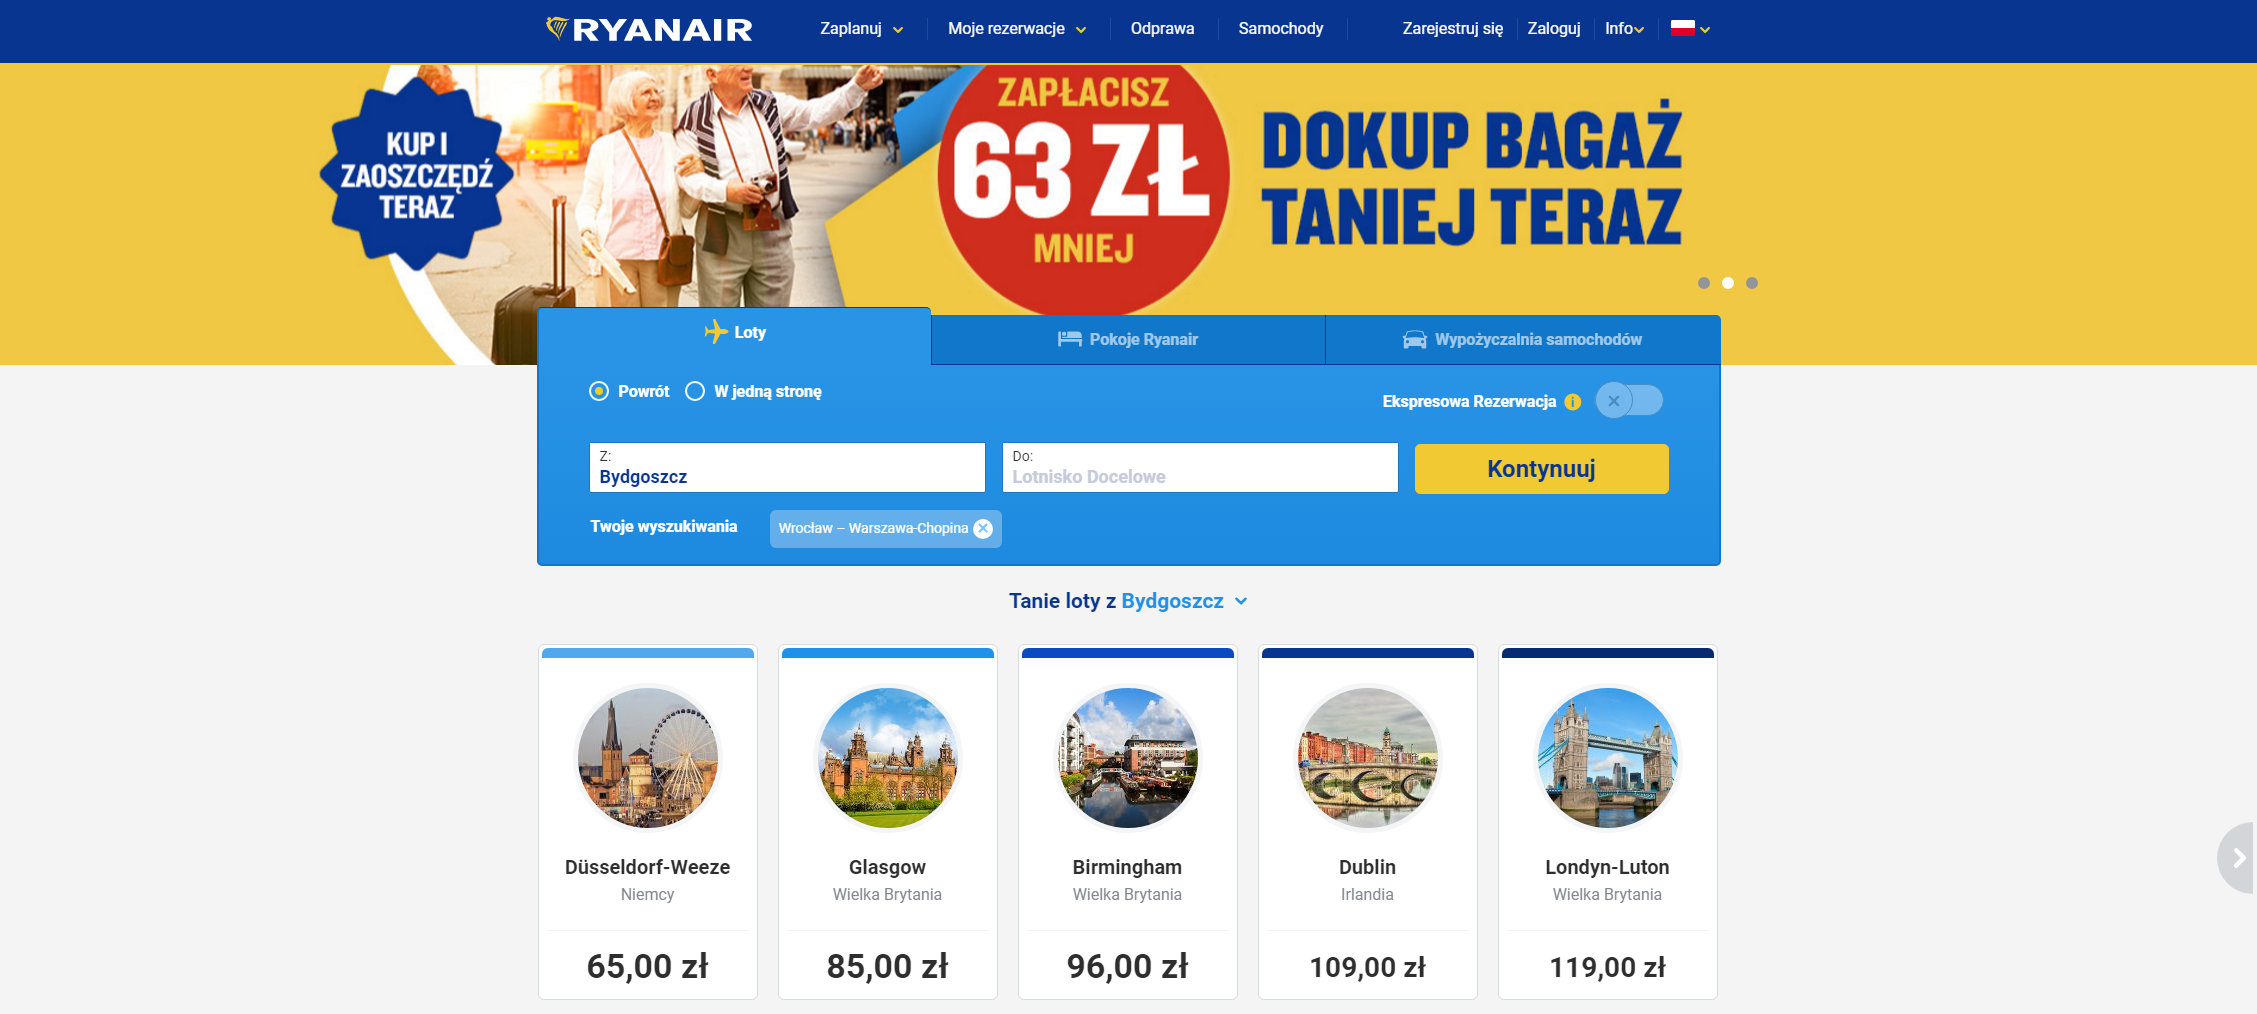 RYANAIR
Zaplanuj
Moje rezerwacje
Odprawa
Samochody
Zarejestruj się
Zaloguj
Info
KUP I
ZAOSZCZĘDŹ
TERAZ
ZAPŁACISZ
63 ZŁ
MNIEJ
DOKUP BAGAŻ
TANIEJ TERAZ
Loty
Pokoje Ryanair
Wypożyczalnia samochodów
Powrót
W jedną stronę
Ekspresowa Rezerwacja
Z:
Bydgoszcz
Do:
Lotnisko Docelowe
Kontynuuj
Twoje wyszukiwania
Wrocław – Warszawa-Chopina
Tanie loty z Bydgoszcz
Düsseldorf-Weeze
Niemcy
65,00 zł
Glasgow
Wielka Brytania
85,00 zł
Birmingham
Wielka Brytania
96,00 zł
Dublin
Irlandia
109,00 zł
Londyn-Luton
Wielka Brytania
119,00 zł